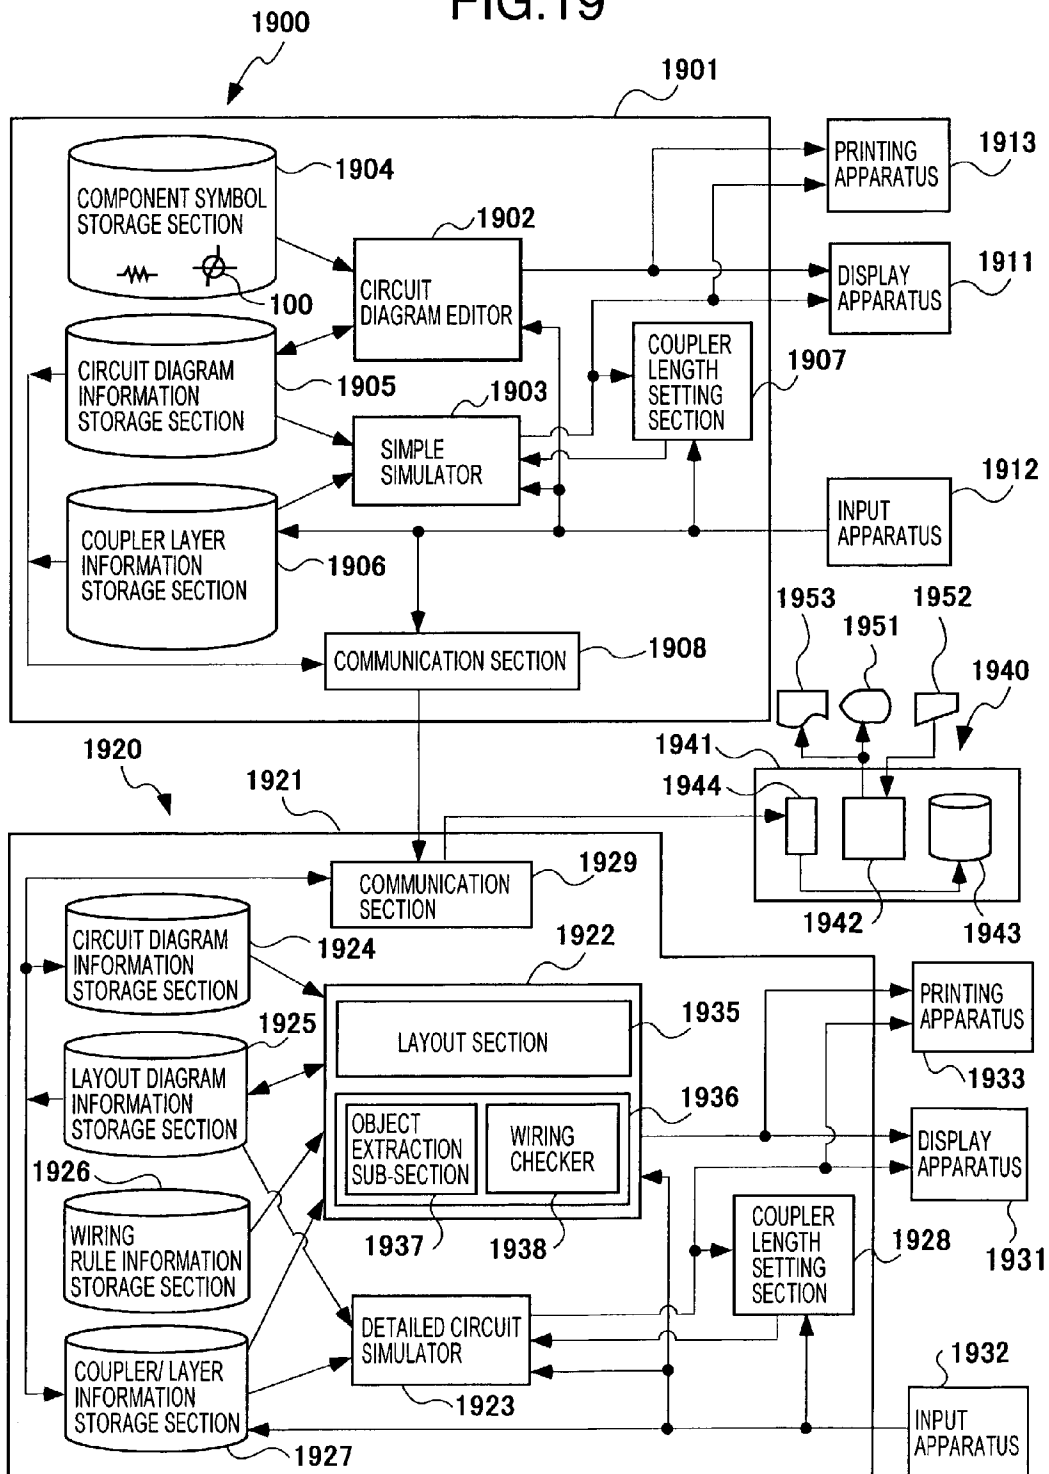 FIG.19
1900
1901
1904
COMPONENT SYMBOL
STORAGE SECTION
100
1902
CIRCUIT
DIAGRAM EDITOR
1913
PRINTING
APPARATUS
1911
DISPLAY
APPARATUS
CIRCUIT DIAGRAM
INFORMATION
STORAGE SECTION
1905
1903
SIMPLE
SIMULATOR
COUPLER
LENGTH
SETTING
SECTION
1907
COUPLER LAYER
INFORMATION
STORAGE SECTION
1906
1912
INPUT
APPARATUS
COMMUNICATION SECTION
1908
1953
1951
1952
1940
1941
1944
1942
1943
1920
1921
COMMUNICATION
SECTION
1929
CIRCUIT DIAGRAM
INFORMATION
STORAGE SECTION
1924
1922
LAYOUT SECTION
1935
1925
LAYOUT DIAGRAM
INFORMATION
STORAGE SECTION
1936
OBJECT
EXTRACTION
SUB-SECTION
1937
WIRING
CHECKER
1938
PRINTING
APPARATUS
1933
DISPLAY
APPARATUS
1931
1926
WIRING
RULE INFORMATION
STORAGE SECTION
COUPLER
LENGTH
SETTING
SECTION
1928
DETAILED CIRCUIT
SIMULATOR
1923
COUPLER/ LAYER
INFORMATION
STORAGE SECTION
1927
1932
INPUT
APPARATUS